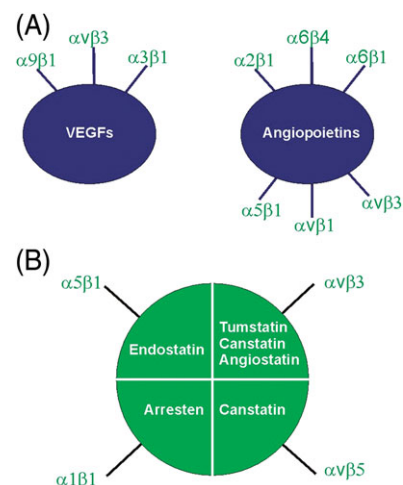 (A)
α9β1 αvβ3 α3β1
VEGFs
α2β1 α6β4 α6β1
Angiopoietins
α5β1 αvβ1 αvβ3
(B)
α5β1 αvβ3
Endostatin
Tumstatin
Canstatin
Angiostatin
Arresten
Canstatin
α1β1 αvβ5